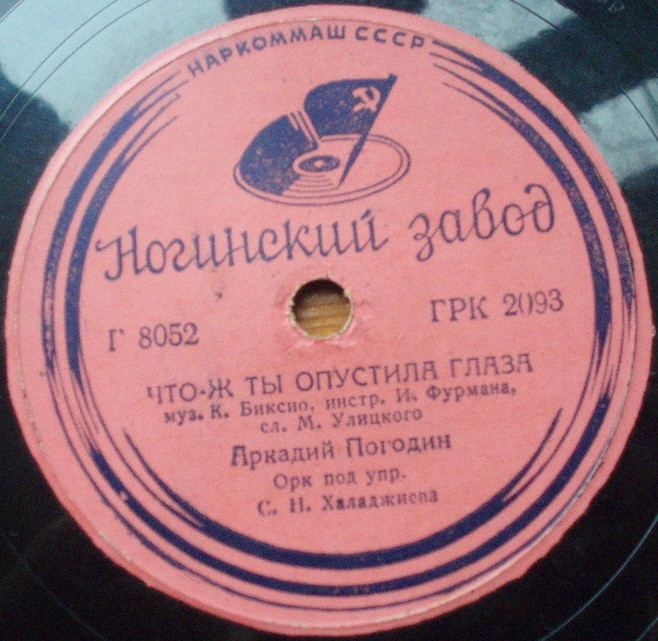 НАРКОММАШ СССР
Ногинский завод
Г 8052
ГРК 2093
ЧТО-Ж ТЫ ОПУСТИЛА ГЛАЗА
муз. К. Биксио, инстр. И. Фурмана,
сл. М. Улицкого
Аркадий Погодин
Орк под упр.
С. Н. Халаджиева